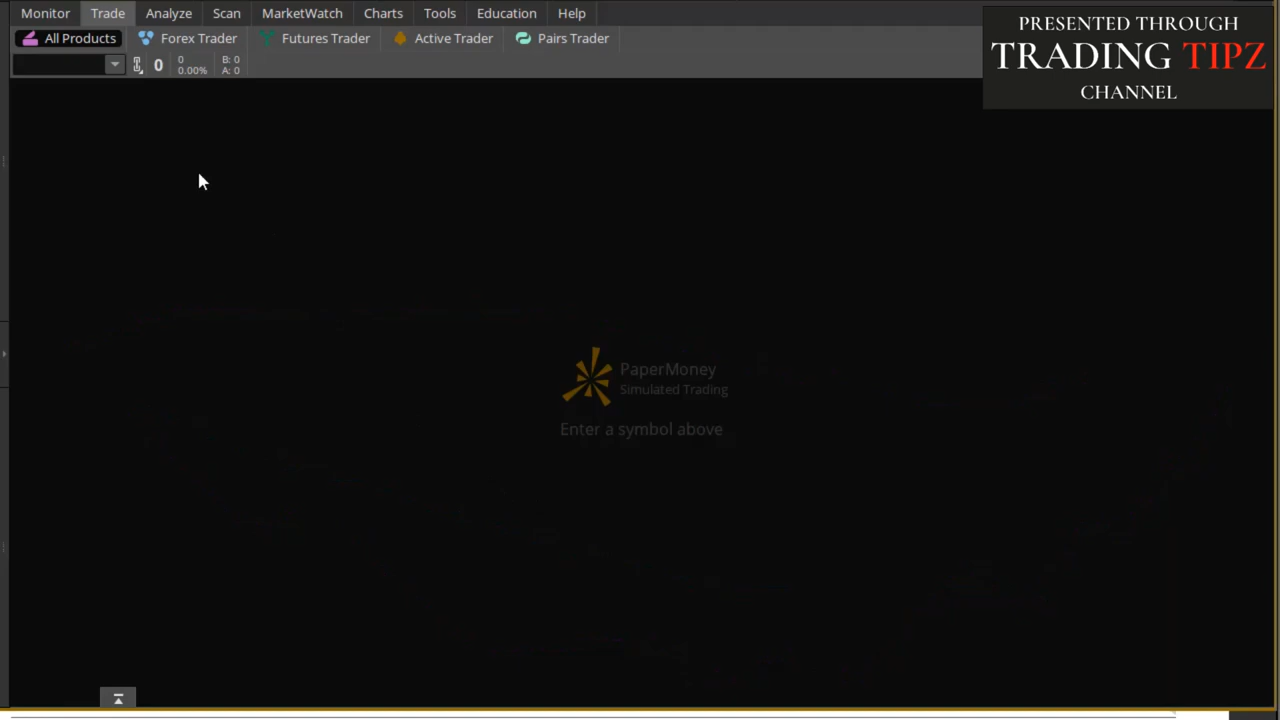 Monitor Trade Analyze Scan MarketWatch Charts Tools Education Help
PRESENTED THROUGH
TRADING TIPZ
CHANNEL
All Products Forex Trader Futures Trader Active Trader Pairs Trader
0
0
0.00%
B: 0
A: 0
PaperMoney
Simulated Trading
Enter a symbol above